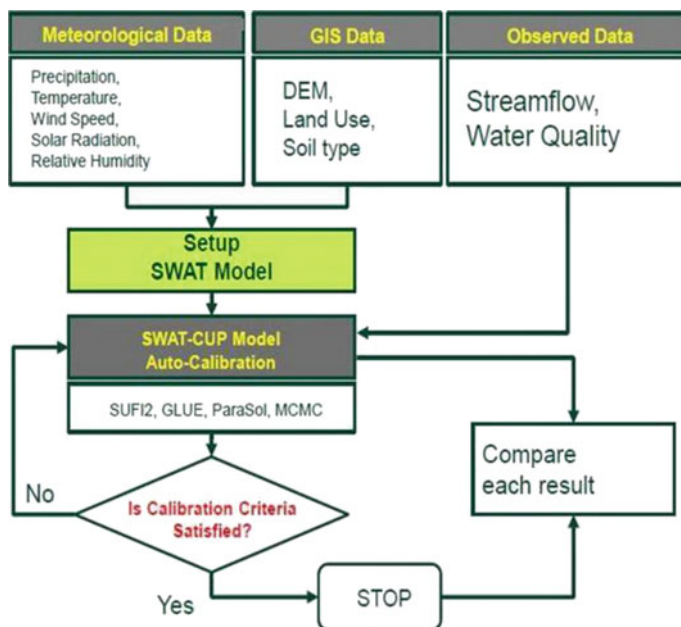 Meteorological Data
Precipitation,
Temperature,
Wind Speed,
Solar Radiation,
Relative Humidity
GIS Data
DEM,
Land Use,
Soil type
Observed Data
Streamflow,
Water Quality
Setup
SWAT Model
SWAT-CUP Model
Auto-Calibration
SUFI2, GLUE, ParaSol, MCMC
No
Is Calibration Criteria
Satisfied?
Compare
each result
Yes
STOP